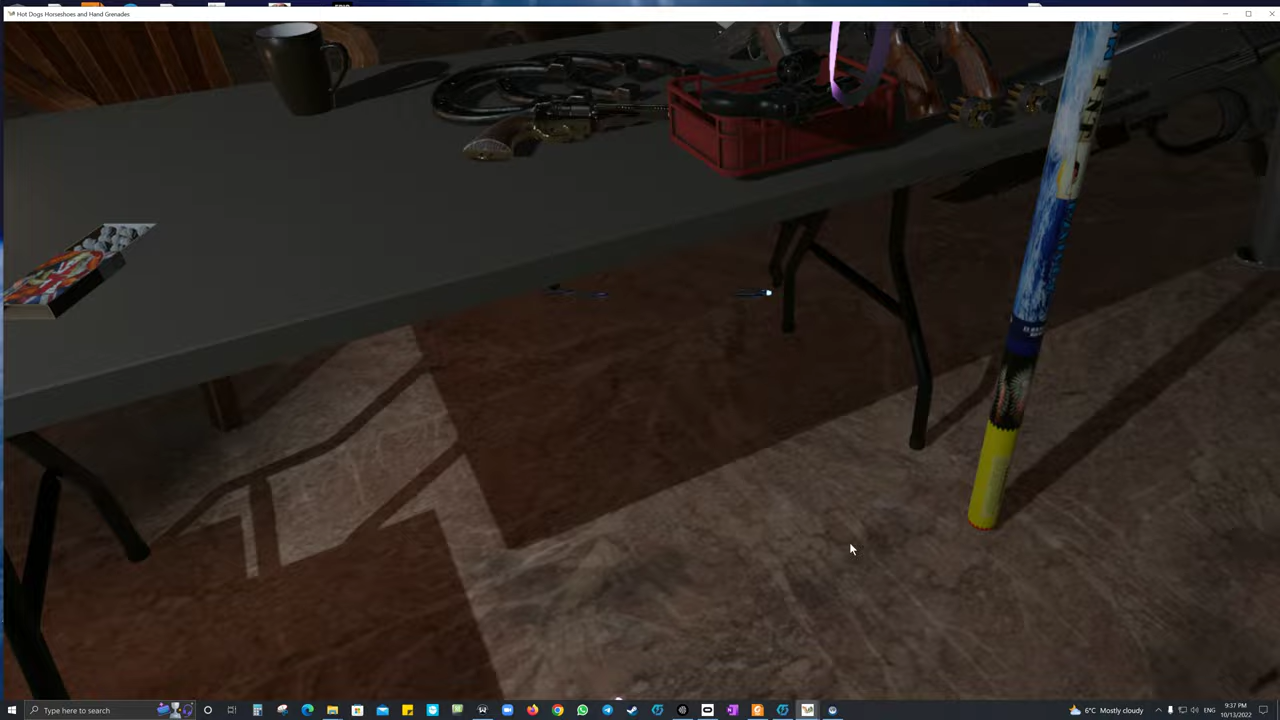 Hot Dogs Horseshoes and Hand Grenades
Type here to search
6°C Mostly cloudy
ENG
9:37 PM
10/13/2022